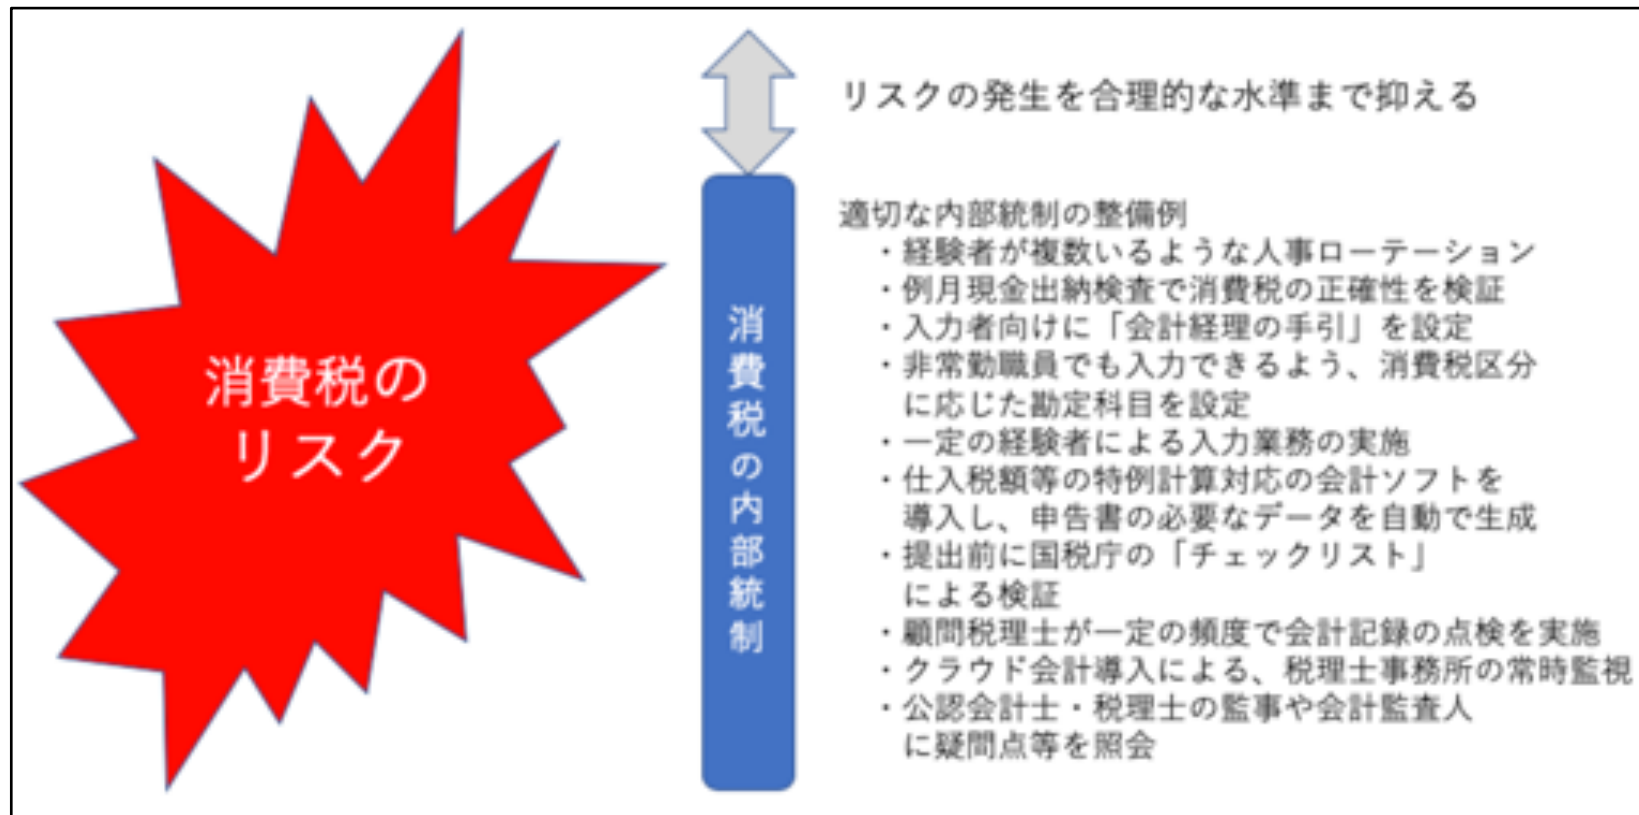 消費税の
リスク
消費税の内部統制
リスクの発生を合理的な水準まで抑える
適切な内部統制の整備例
・経験者が複数いるような人事ローテーション
・例月現金出納検査で消費税の正確性を検証
・入力者向けに「会計経理の手引」を設定
・非常勤職員でも入力できるよう、消費税区分
に応じた勘定科目を設定
・一定の経験者による入力業務の実施
・仕入税額等の特例計算対応の会計ソフトを
導入し、申告書の必要なデータを自動で生成
・提出前に国税庁の「チェックリスト」
による検証
・顧問税理士が一定の頻度で会計記録の点検を実施
・クラウド会計導入による、税理士事務所の常時監視
・公認会計士・税理士の監事や会計監査人
に疑問点等を照会